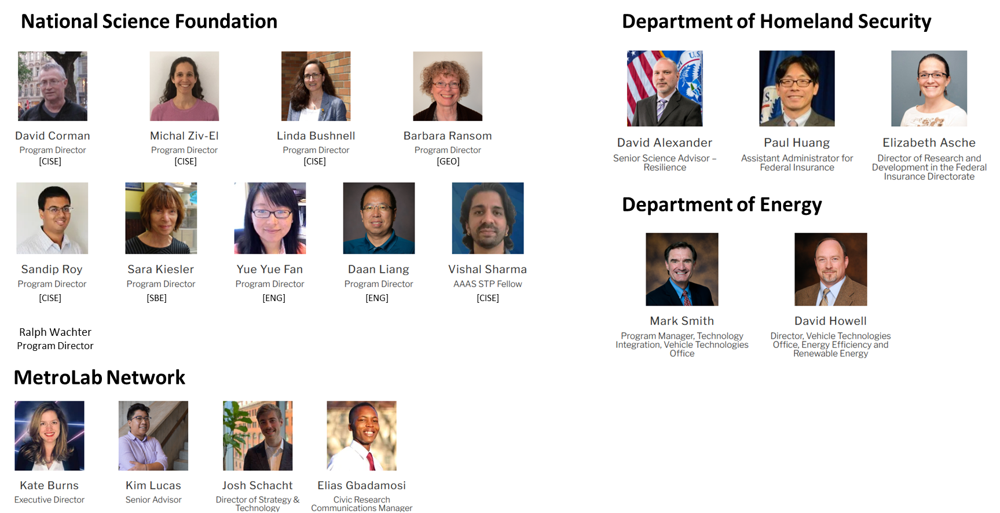 National Science Foundation
David Corman
Program Director
[CISE]
Michal Ziv-El
Program Director
[CISE]
Linda Bushnell
Program Director
[CISE]
Barbara Ransom
Program Director
[GEO]
Sandip Roy
Program Director
[CISE]
Sara Kiesler
Program Director
[SBE]
Yue Yue Fan
Program Director
[ENG]
Daan Liang
Program Director
[ENG]
Vishal Sharma
AAAS STP Fellow
[CISE]
Ralph Wachter
Program Director
MetroLab Network
Kate Burns
Executive Director
Kim Lucas
Senior Advisor
Josh Schacht
Director of Strategy &
Technology
Elias Gbadamosi
Civic Research
Communications Manager
Department of Homeland Security
U.S.
David Alexander
Senior Science Advisor –
Resilience
U.S.
Paul Huang
Assistant Administrator for
Federal Insurance
Elizabeth Asche
Director of Research and
Development in the Federal
Insurance Directorate
Department of Energy
Mark Smith
Program Manager, Technology
Integration, Vehicle Technologies
Office
David Howell
Director, Vehicle Technologies
Office, Energy Efficiency and
Renewable Energy